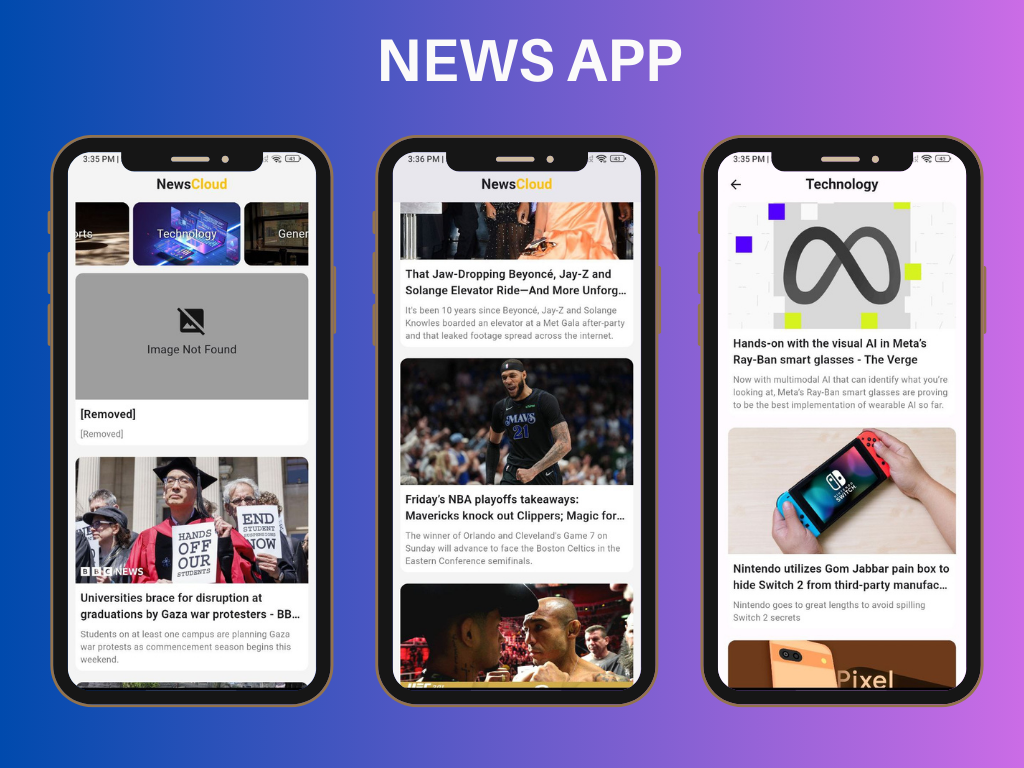 NEWS APP
3:35 PM |
43
NewsCloud
orts
Technology
Gener
Image Not Found
[Removed]
[Removed]
HANDS
OFF
OUR
STUDENTS
END
STUDENT
SUSPENSIONS
NOW
BBC NEWS
Universities brace for disruption at
graduations by Gaza war protesters - BB...
Students on at least one campus are planning Gaza
war protests as commencement season begins this
weekend.
3:36 PM |
43
NewsCloud
That Jaw-Dropping Beyoncé, Jay-Z and
Solange Elevator Ride—And More Unforg...
It's been 10 years since Beyoncé, Jay-Z and Solange
Knowles boarded an elevator at a Met Gala after-party
and that leaked footage spread across the internet.
MAVS
21
Friday's NBA playoffs takeaways:
Mavericks knock out Clippers; Magic for...
The winner of Orlando and Cleveland's Game 7 on
Sunday will advance to face the Boston Celtics in the
Eastern Conference semifinals.
UFC 301
3:35 PM |
43
Technology
Hands-on with the visual AI in Meta's
Ray-Ban smart glasses - The Verge
Now with multimodal AI that can identify what you're
looking at, Meta's Ray-Ban smart glasses are proving
to be the best implementation of wearable AI so far.
NINTENDO
SWITCH
Nintendo utilizes Gom Jabbar pain box to
hide Switch 2 from third-party manufac...
Nintendo goes to great lengths to avoid spilling
Switch 2 secrets
Pixel